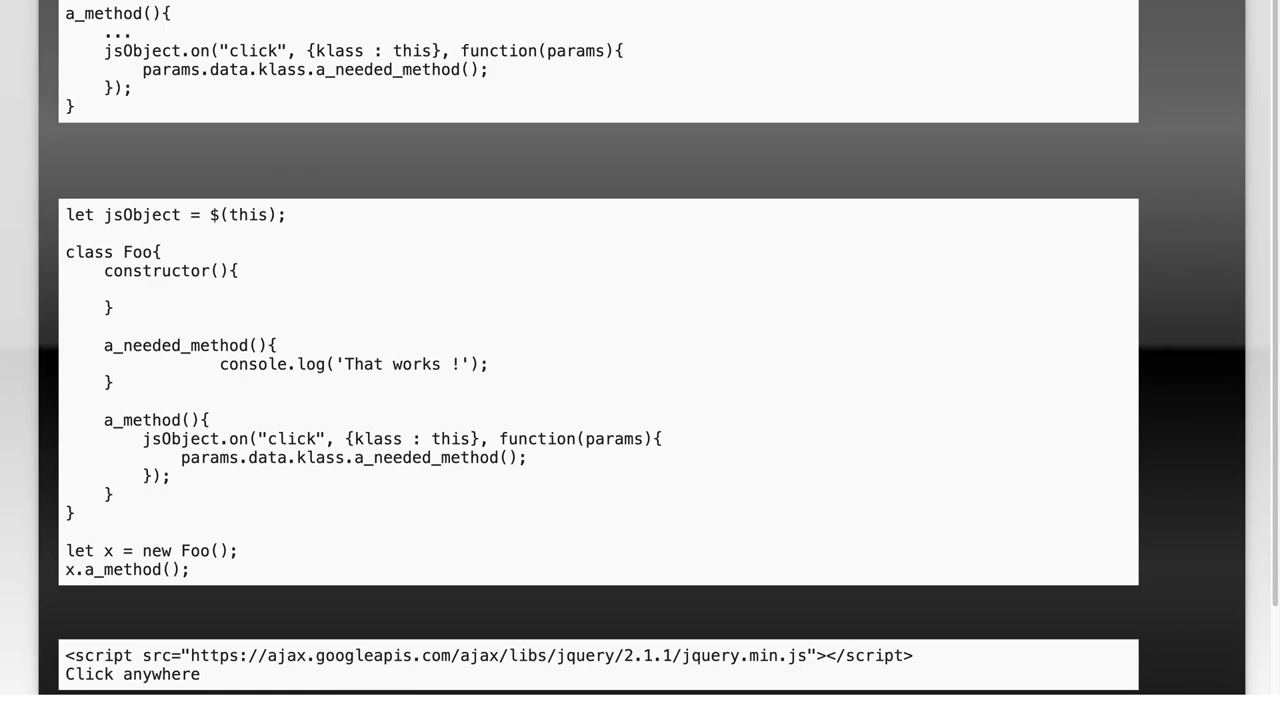 a_method(){
    ...
    jsObject.on("click", {klass : this}, function(params){
        params.data.klass.a_needed_method();
    });
}
let jsObject = $(this);
class Foo{
    constructor(){
    }
    a_needed_method(){
                console.log('That works !');
    }
    a_method(){
        jsObject.on("click", {klass : this}, function(params){
            params.data.klass.a_needed_method();
        });
    }
}
let x = new Foo();
x.a_method();
<script src="https://ajax.googleapis.com/ajax/libs/jquery/2.1.1/jquery.min.js"></script>
Click anywhere